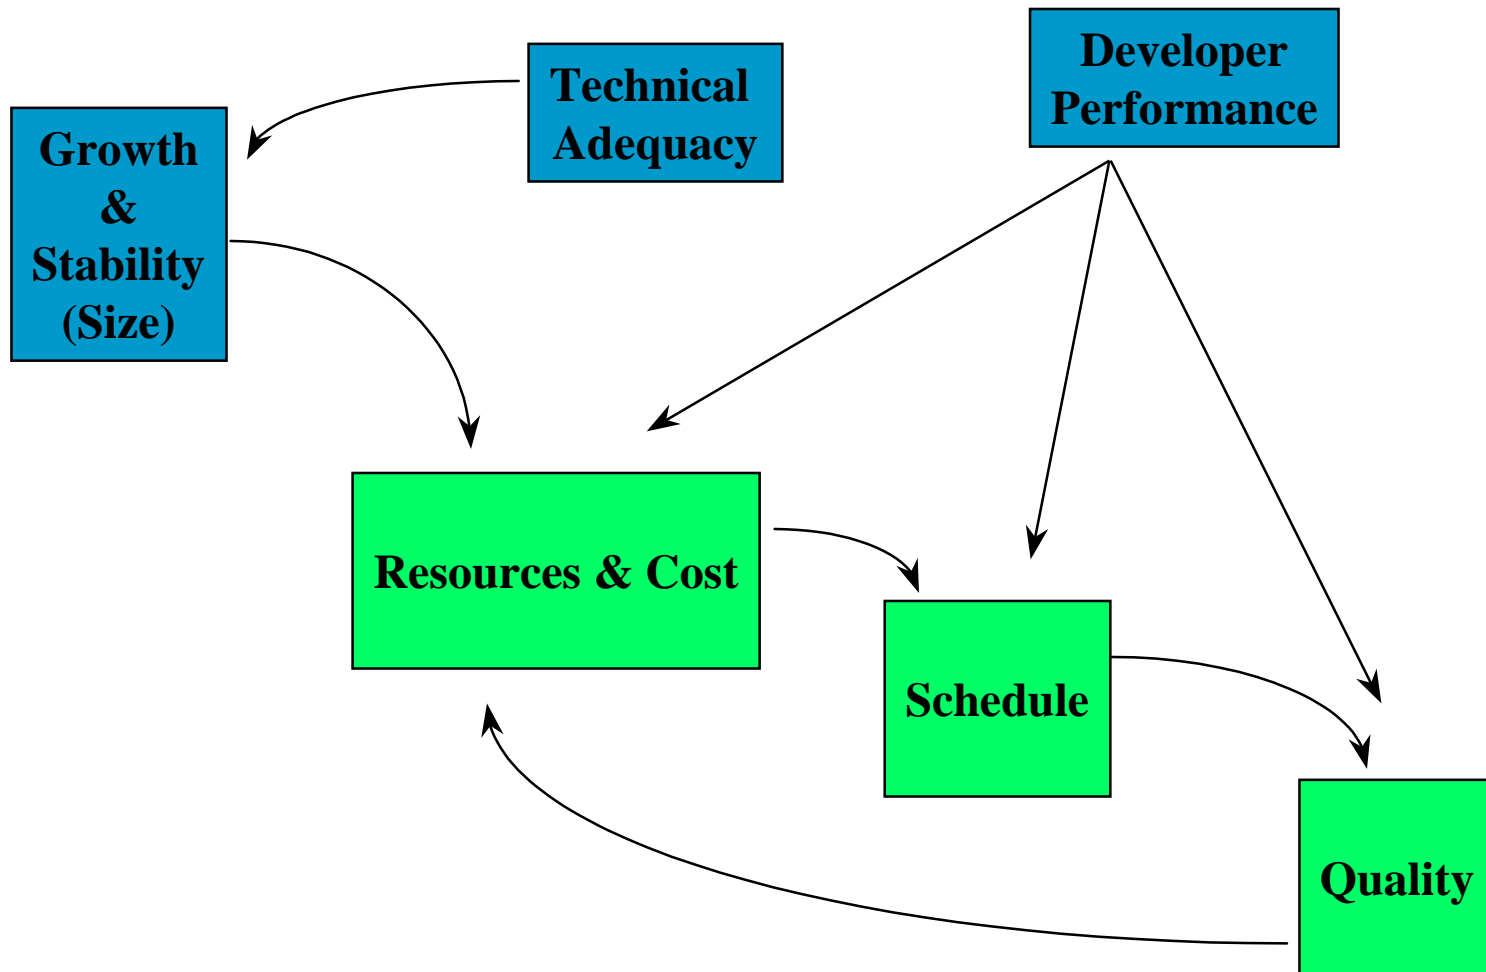 Developer
Performance
Technical
Adequacy
Growth
&
Stability
(Size)
Resources & Cost
Schedule
Quality